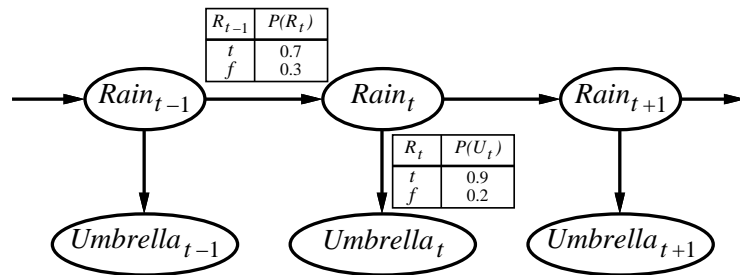 R_{t-1} P(R_t)
t 0.7
f 0.3
Rain_{t-1} Rain_t Rain_{t+1}
R_t P(U_t)
t 0.9
f 0.2
Umbrella_{t-1} Umbrella_t Umbrella_{t+1}